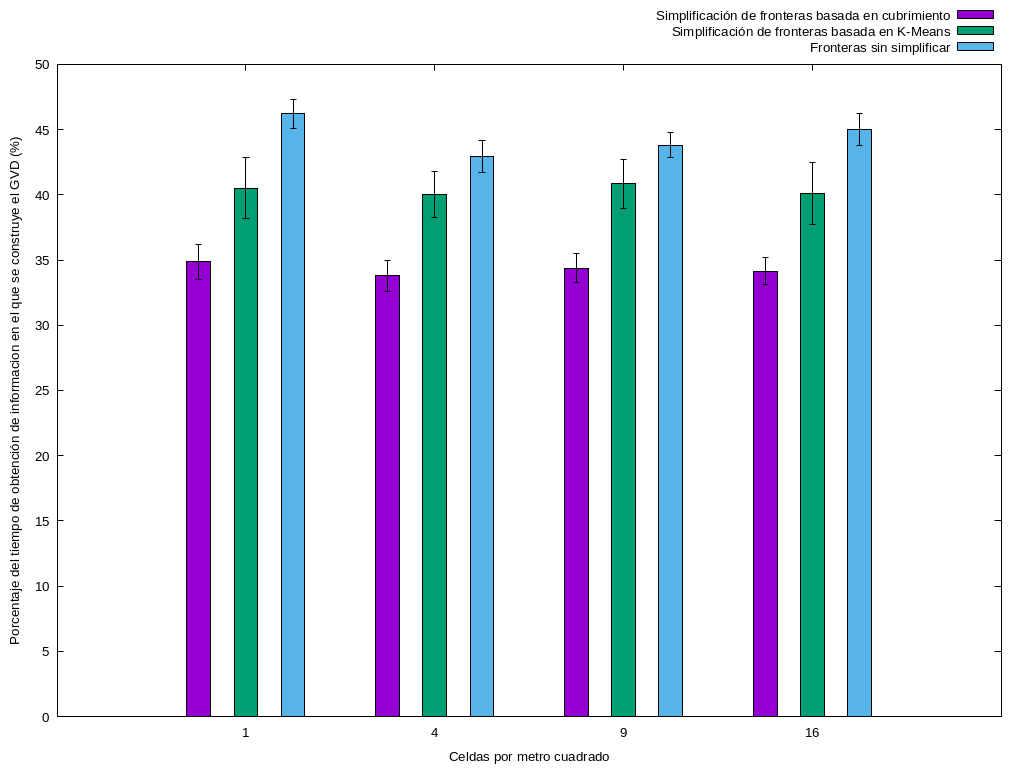 Simplificación de fronteras basada en cubrimiento
Simplificación de fronteras basada en K-Means
Fronteras sin simplificar
Porcentaje del tiempo de obtención de informacion en el que se construye el GVD (%)
50
45
40
35
30
25
20
15
10
5
0
1 4 9 16
Celdas por metro cuadrado